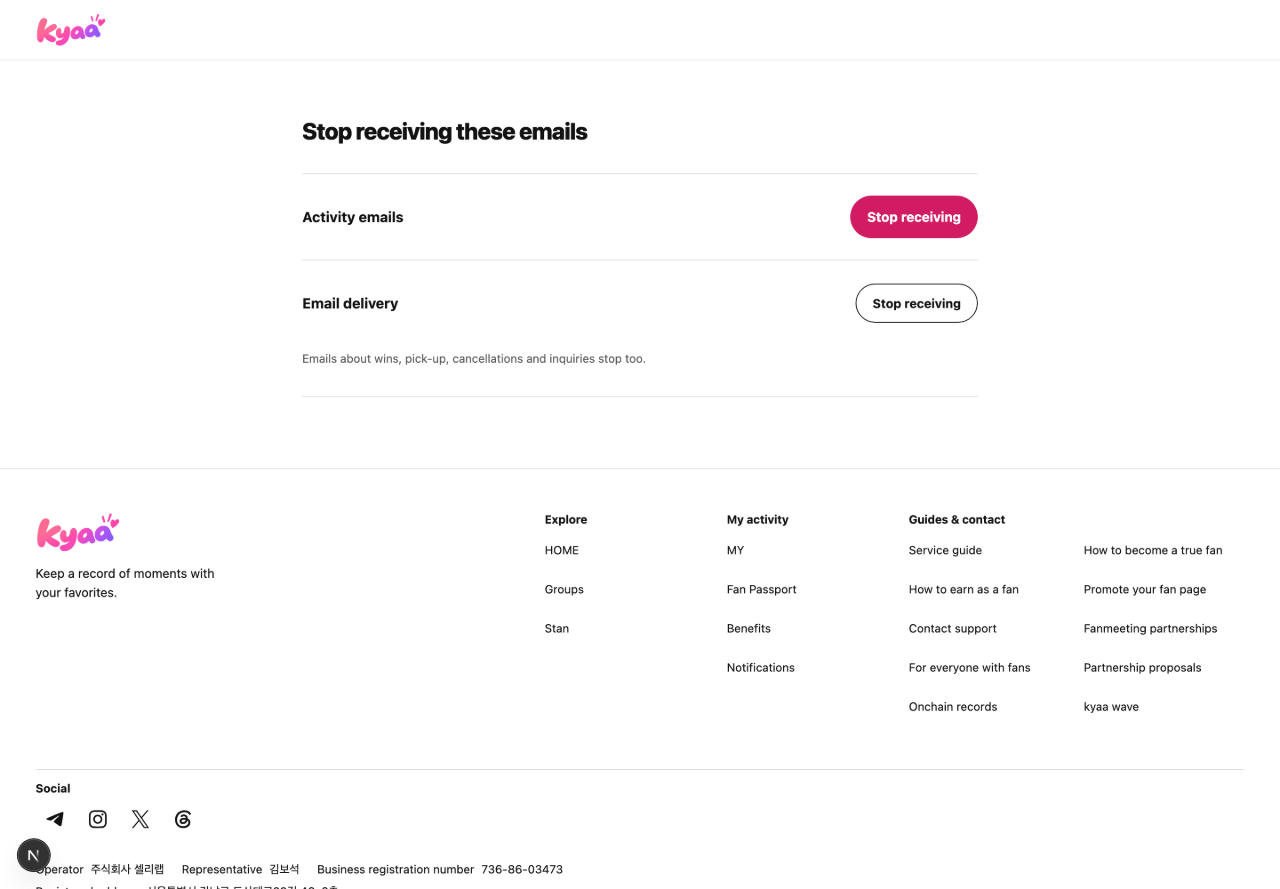 kyaa
Stop receiving these emails
Activity emails
Stop receiving
Email delivery
Stop receiving
Emails about wins, pick-up, cancellations and inquiries stop too.
kyaa
Keep a record of moments with
your favorites.
Explore
HOME
Groups
Stan
My activity
MY
Fan Passport
Benefits
Notifications
Guides & contact
Service guide
How to earn as a fan
Contact support
For everyone with fans
Onchain records
How to become a true fan
Promote your fan page
Fanmeeting partnerships
Partnership proposals
kyaa wave
Social
N
Operator 주식회사 셀리랩 Representative 김보석 Business registration number 736-86-03473